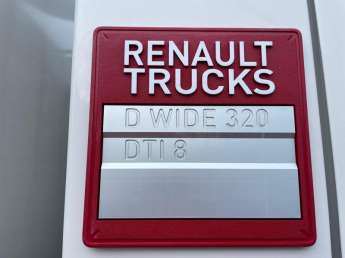 RENAULT
TRUCKS
D WIDE 320
DTI 8